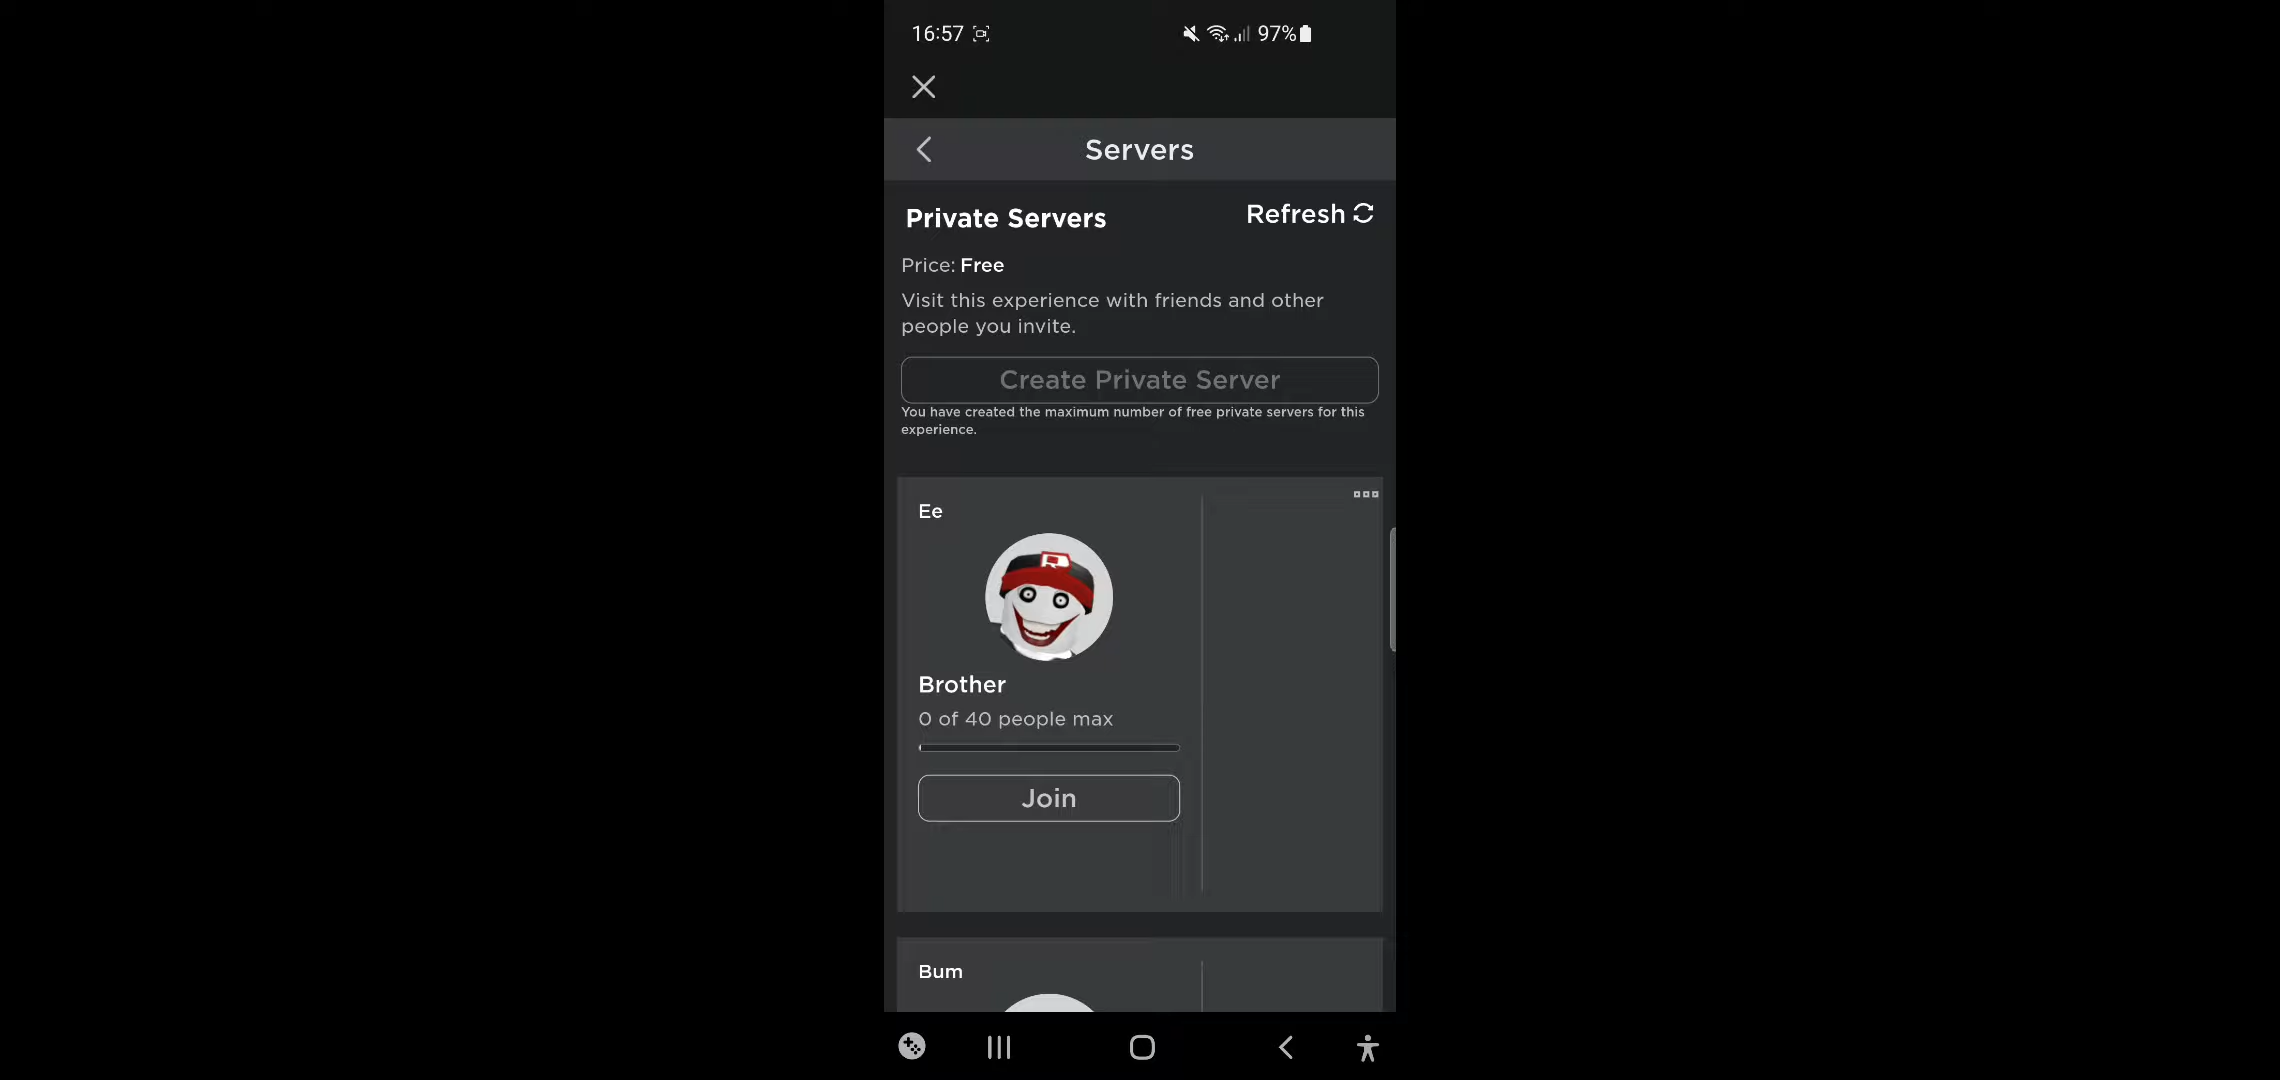 16:57 97%
Servers
Private Servers
Refresh
Price: Free
Visit this experience with friends and other
people you invite.
Create Private Server
You have created the maximum number of free private servers for this
experience.
Ee
R
Brother
0 of 40 people max
Join
Bum